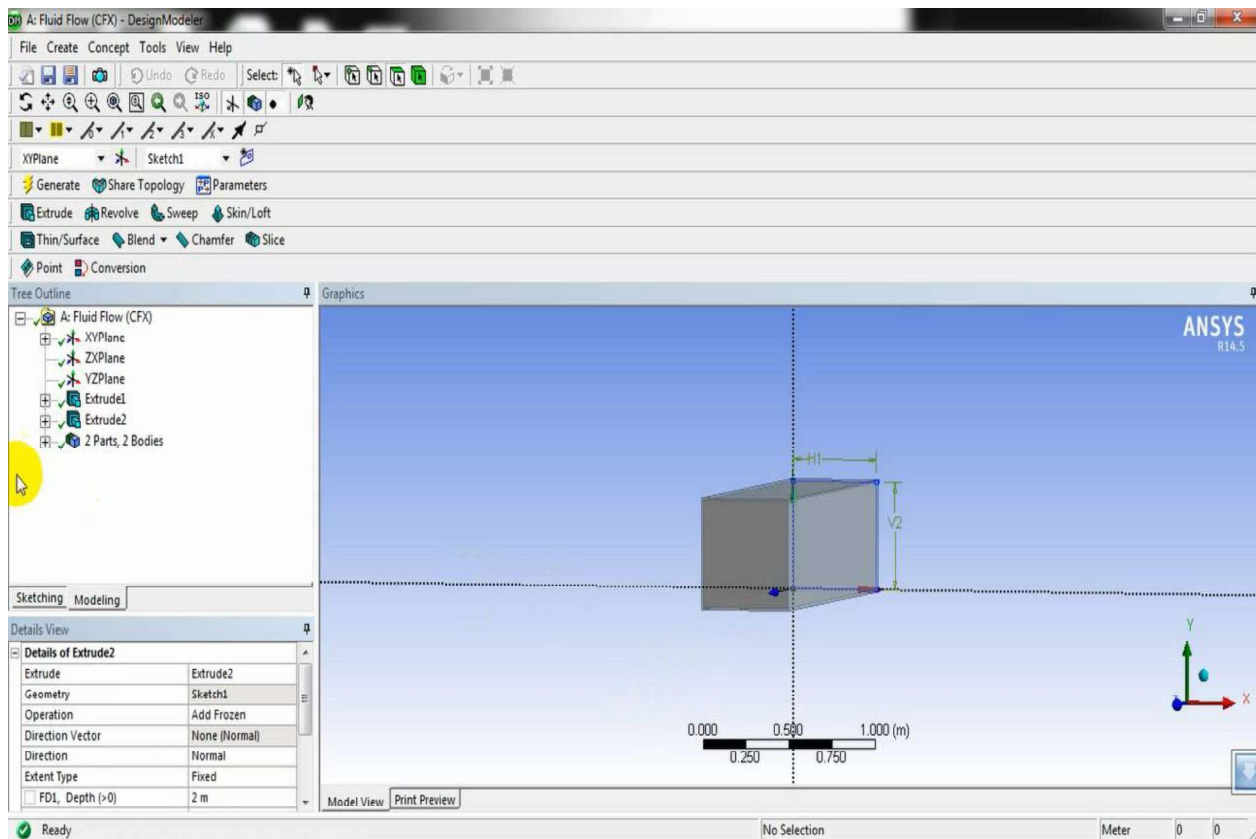 A: Fluid Flow (CFX) - DesignModeler
File Create Concept Tools View Help
Undo Redo Select:
ISO
XYPlane Sketch1
Generate Share Topology Parameters
Extrude Revolve Sweep Skin/Loft
Thin/Surface Blend Chamfer Slice
Point Conversion
Tree Outline
Graphics
A: Fluid Flow (CFX)
XYPlane
ZXPlane
YZPlane
Extrude1
Extrude2
2 Parts, 2 Bodies
ANSYS
R14.5
H1
V2
Sketching Modeling
Details View
Details of Extrude2
Extrude Extrude2
Geometry Sketch1
Operation Add Frozen
Direction Vector None (Normal)
Direction Normal
Extent Type Fixed
FD1, Depth (>0) 2 m
Y
X
0.000 0.500 1.000 (m)
0.250 0.750
Model View Print Preview
Ready No Selection Meter 0 0